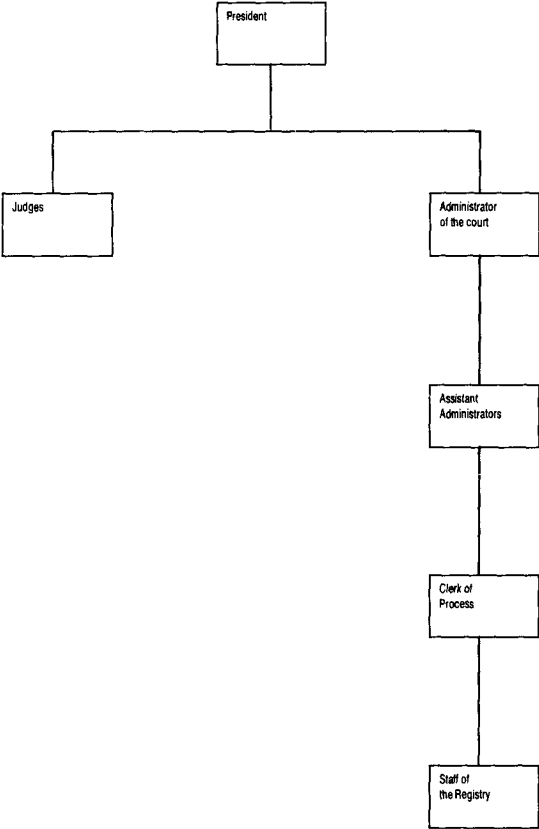 President
Judges
Administrator
of the court
Assistant
Administrators
Clerk of
Process
Staff of
the Registry